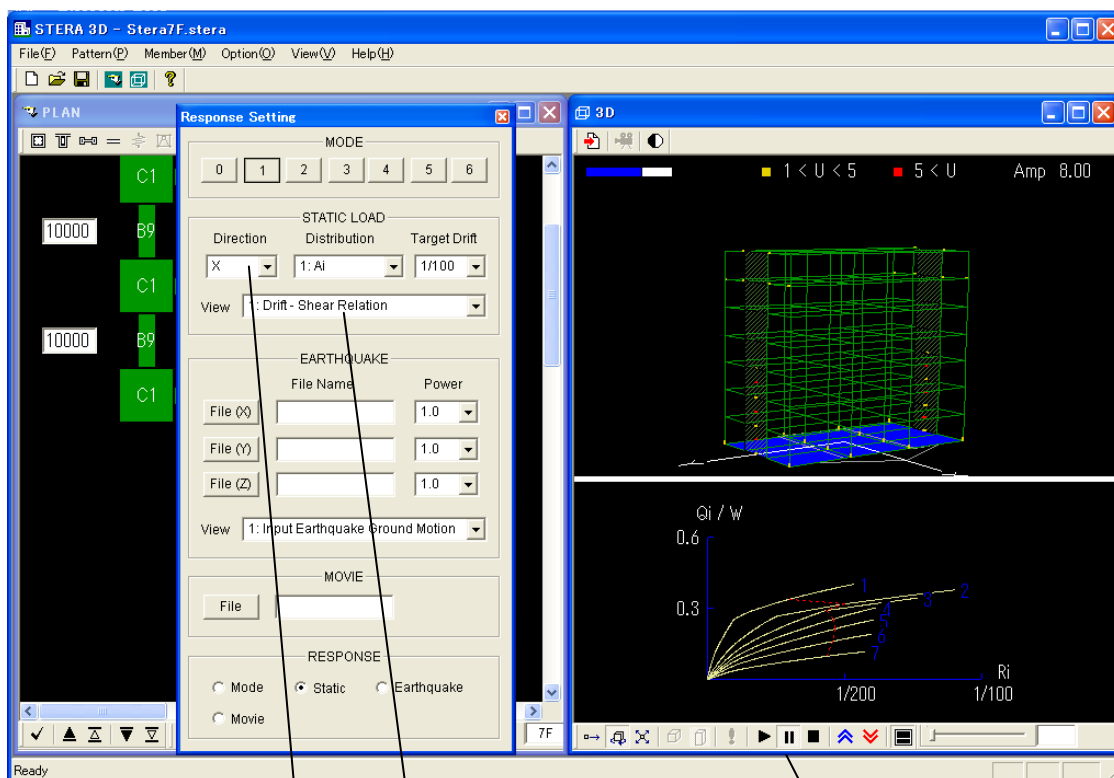 STERA 3D - Stera7F.stera
File(F) Pattern(P) Member(M) Option(O) View(V) Help(H)
PLAN
C1
10000 B9
C1
10000 B9
C1
7F
Ready
Response Setting
MODE
0 1 2 3 4 5 6
STATIC LOAD
Direction Distribution Target Drift
X 1: Ai 1/100
View 1: Drift - Shear Relation
EARTHQUAKE
File Name Power
File (X) 1.0
File (Y) 1.0
File (Z) 1.0
View 1: Input Earthquake Ground Motion
MOVIE
File
RESPONSE
Mode Static Earthquake
Movie
3D
1 < U < 5 5 < U Amp 8.00
Qi / W
0.6
0.3
1
2
3
4
5
6
7
Ri
1/200 1/100